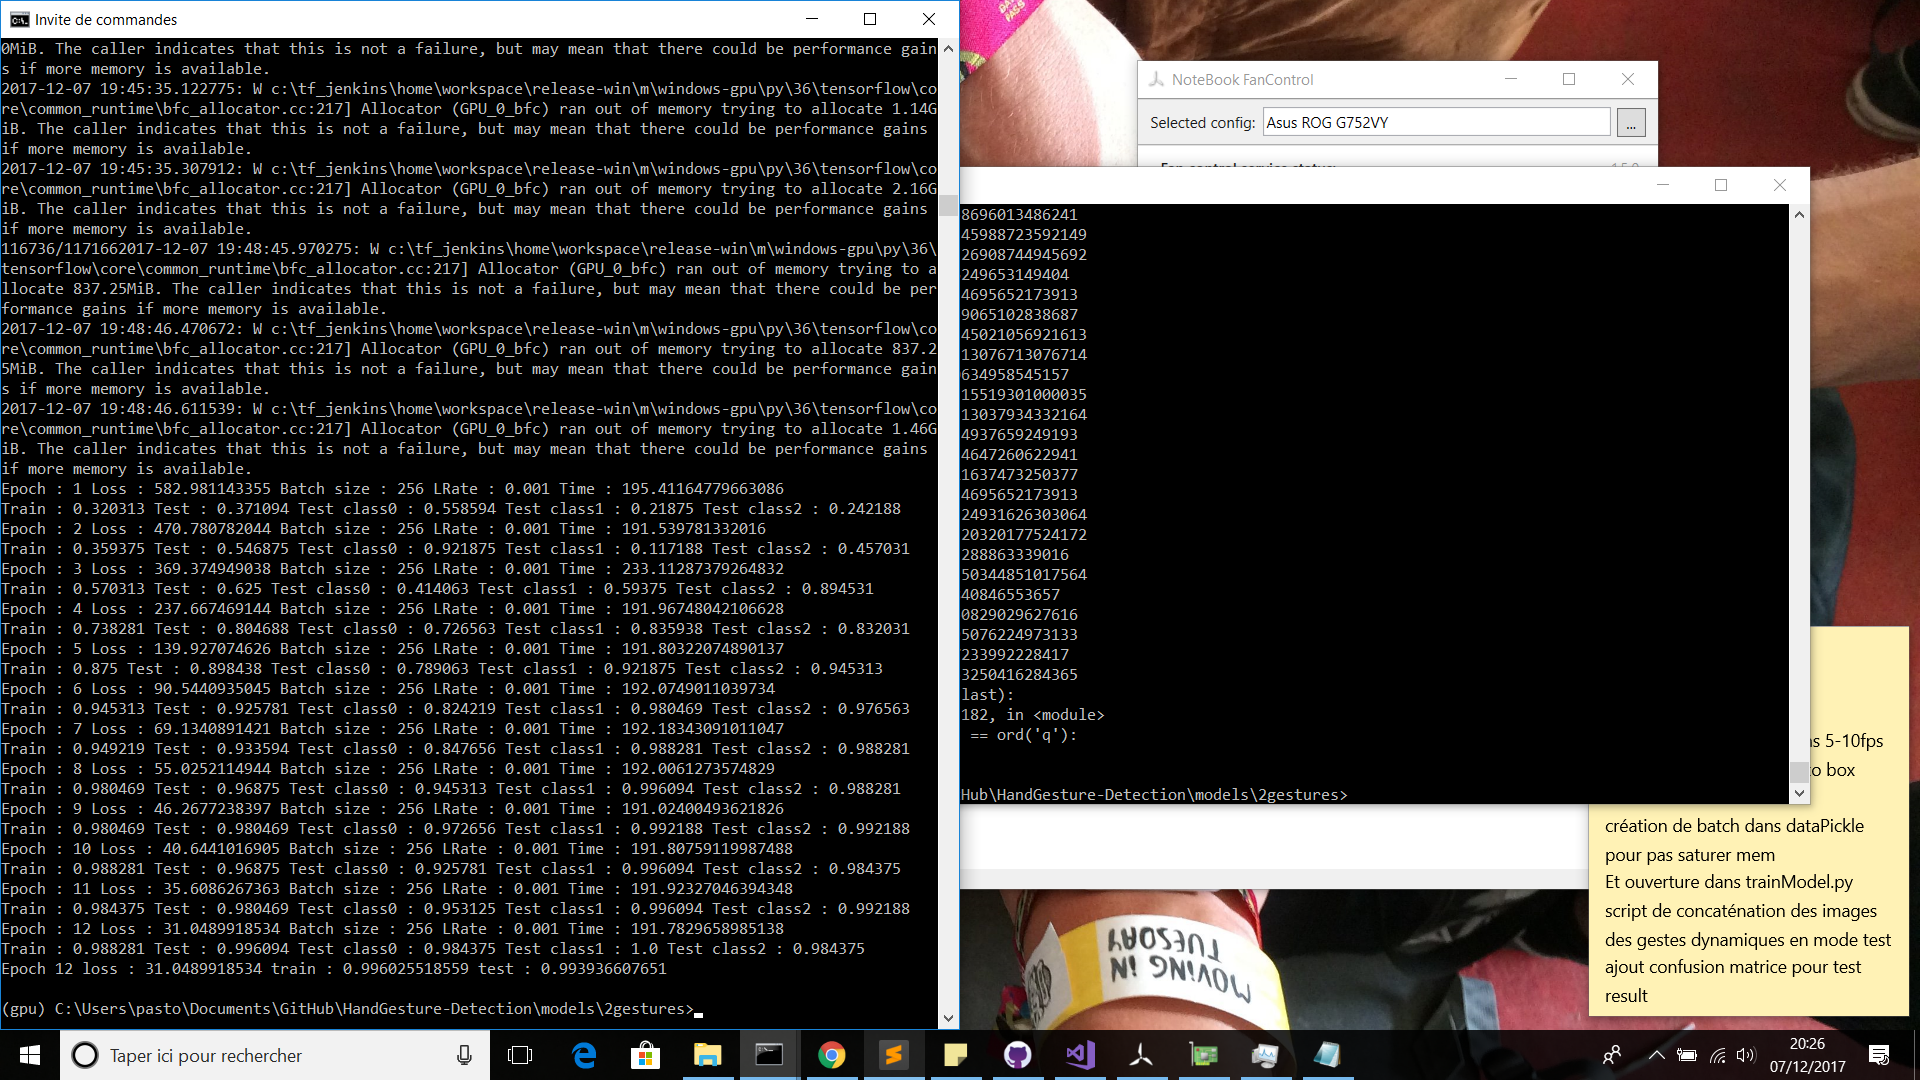 Invite de commandes
0MiB. The caller indicates that this is not a failure, but may mean that there could be performance gain
s if more memory is available.
2017-12-07 19:45:35.122775: W c:\tf_jenkins\home\workspace\release-win\m\windows-gpu\py\36\tensorflow\co
re\common_runtime\bfc_allocator.cc:217] Allocator (GPU_0_bfc) ran out of memory trying to allocate 1.14G
iB. The caller indicates that this is not a failure, but may mean that there could be performance gains
if more memory is available.
2017-12-07 19:45:35.307912: W c:\tf_jenkins\home\workspace\release-win\m\windows-gpu\py\36\tensorflow\co
re\common_runtime\bfc_allocator.cc:217] Allocator (GPU_0_bfc) ran out of memory trying to allocate 2.16G
iB. The caller indicates that this is not a failure, but may mean that there could be performance gains
if more memory is available.
116736/1171662017-12-07 19:48:45.970275: W c:\tf_jenkins\home\workspace\release-win\m\windows-gpu\py\36\
tensorflow\core\common_runtime\bfc_allocator.cc:217] Allocator (GPU_0_bfc) ran out of memory trying to a
llocate 837.25MiB. The caller indicates that this is not a failure, but may mean that there could be per
formance gains if more memory is available.
2017-12-07 19:48:46.470672: W c:\tf_jenkins\home\workspace\release-win\m\windows-gpu\py\36\tensorflow\co
re\common_runtime\bfc_allocator.cc:217] Allocator (GPU_0_bfc) ran out of memory trying to allocate 837.2
5MiB. The caller indicates that this is not a failure, but may mean that there could be performance gain
s if more memory is available.
2017-12-07 19:48:46.611539: W c:\tf_jenkins\home\workspace\release-win\m\windows-gpu\py\36\tensorflow\co
re\common_runtime\bfc_allocator.cc:217] Allocator (GPU_0_bfc) ran out of memory trying to allocate 1.46G
iB. The caller indicates that this is not a failure, but may mean that there could be performance gains
if more memory is available.
Epoch : 1 Loss : 582.981143355 Batch size : 256 LRate : 0.001 Time : 195.41164779663086
Train : 0.320313 Test : 0.371094 Test class0 : 0.558594 Test class1 : 0.21875 Test class2 : 0.242188
Epoch : 2 Loss : 470.780782044 Batch size : 256 LRate : 0.001 Time : 191.539781332016
Train : 0.359375 Test : 0.546875 Test class0 : 0.921875 Test class1 : 0.117188 Test class2 : 0.457031
Epoch : 3 Loss : 369.374949038 Batch size : 256 LRate : 0.001 Time : 233.11287379264832
Train : 0.570313 Test : 0.625 Test class0 : 0.414063 Test class1 : 0.59375 Test class2 : 0.894531
Epoch : 4 Loss : 237.667469144 Batch size : 256 LRate : 0.001 Time : 191.96748042106628
Train : 0.738281 Test : 0.804688 Test class0 : 0.726563 Test class1 : 0.835938 Test class2 : 0.832031
Epoch : 5 Loss : 139.927074626 Batch size : 256 LRate : 0.001 Time : 191.80322074890137
Train : 0.875 Test : 0.898438 Test class0 : 0.789063 Test class1 : 0.921875 Test class2 : 0.945313
Epoch : 6 Loss : 90.5440935045 Batch size : 256 LRate : 0.001 Time : 192.0749011039734
Train : 0.945313 Test : 0.925781 Test class0 : 0.824219 Test class1 : 0.980469 Test class2 : 0.976563
Epoch : 7 Loss : 69.1340891421 Batch size : 256 LRate : 0.001 Time : 192.18343091011047
Train : 0.949219 Test : 0.933594 Test class0 : 0.847656 Test class1 : 0.988281 Test class2 : 0.988281
Epoch : 8 Loss : 55.0252114944 Batch size : 256 LRate : 0.001 Time : 192.0061273574829
Train : 0.980469 Test : 0.96875 Test class0 : 0.945313 Test class1 : 0.996094 Test class2 : 0.988281
Epoch : 9 Loss : 46.2677238397 Batch size : 256 LRate : 0.001 Time : 191.02400493621826
Train : 0.980469 Test : 0.980469 Test class0 : 0.972656 Test class1 : 0.992188 Test class2 : 0.992188
Epoch : 10 Loss : 40.6441016905 Batch size : 256 LRate : 0.001 Time : 191.80759119987488
Train : 0.988281 Test : 0.96875 Test class0 : 0.925781 Test class1 : 0.996094 Test class2 : 0.984375
Epoch : 11 Loss : 35.6086267363 Batch size : 256 LRate : 0.001 Time : 191.92327046394348
Train : 0.984375 Test : 0.980469 Test class0 : 0.953125 Test class1 : 0.996094 Test class2 : 0.992188
Epoch : 12 Loss : 31.0489918534 Batch size : 256 LRate : 0.001 Time : 191.7829658985138
Train : 0.988281 Test : 0.996094 Test class0 : 0.984375 Test class1 : 1.0 Test class2 : 0.984375
Epoch 12 loss : 31.0489918534 train : 0.996025518559 test : 0.993936607651
(gpu) C:\Users\pasto\Documents\GitHub\HandGesture-Detection\models\2gestures>
PASS
NoteBook FanControl
Selected config: Asus ROG G752VY ...
Fan control service status:
8696013486241
45988723592149
26908744945692
249653149404
4695652173913
9065102838687
45021056921613
13076713076714
634958545157
15519301000035
13037934332164
4937659249193
4647260622941
1637473250377
4695652173913
24931626303064
20320177524172
288863339016
50344851017564
40846553657
0829029627616
5076224973133
233992228417
3250416284365
last):
182, in <module>
== ord('q'):
Hub\HandGesture-Detection\models\2gestures>
s 5-10fps
o box
création de batch dans dataPickle
pour pas saturer mem
Et ouverture dans trainModel.py
script de concaténation des images
des gestes dynamiques en mode test
ajout confusion matrice pour test
result
MOVING IN
TUESDAY
Taper ici pour rechercher
20:26
07/12/2017